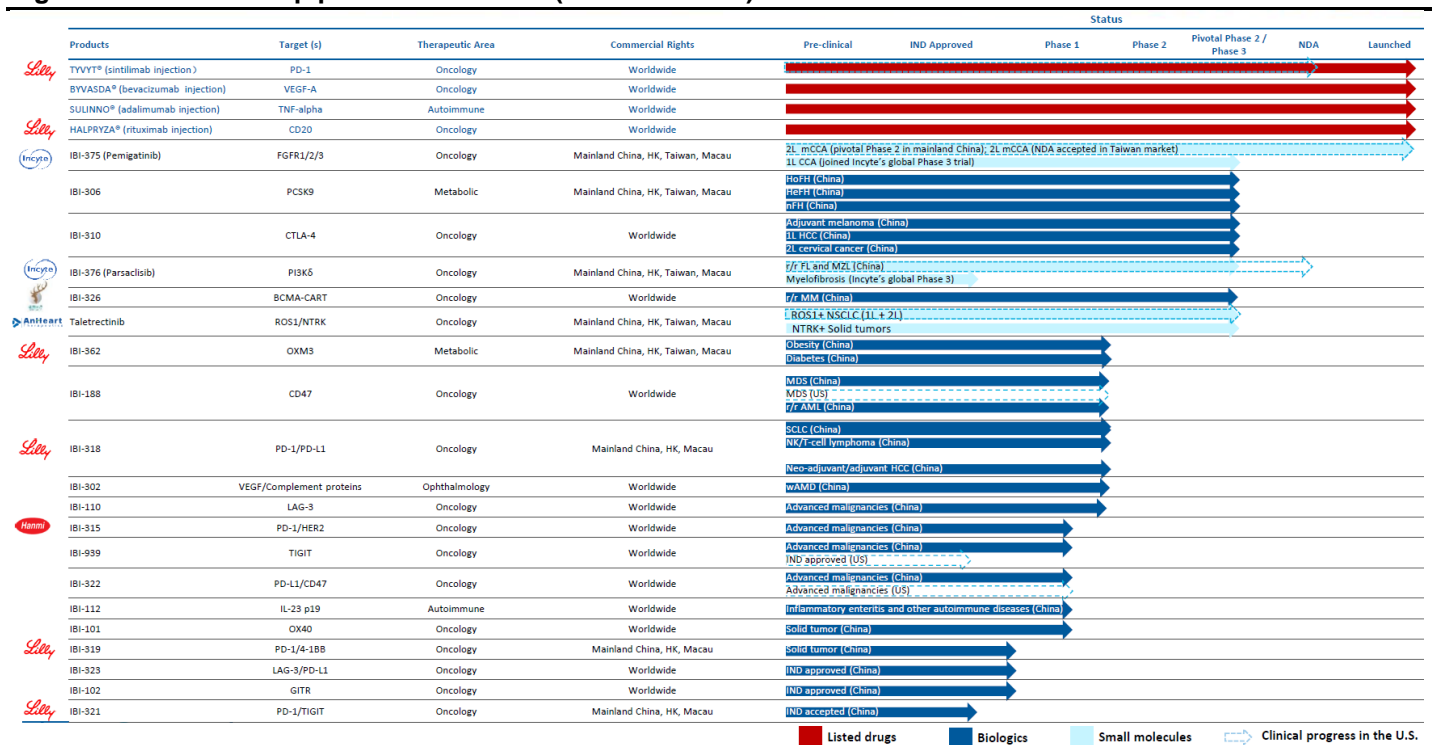 Status
Products Target (s) Therapeutic Area Commercial Rights Pre-clinical IND Approved Phase 1 Phase 2 Pivotal Phase 2 / Phase 3 NDA Launched
Lilly TYVYT® (sintilimab injection) PD-1 Oncology Worldwide
BYVASDA® (bevacizumab injection) VEGF-A Oncology Worldwide
SULINNO® (adalimumab injection) TNF-alpha Autoimmune Worldwide
Lilly HALPRYZA® (rituximab injection) CD20 Oncology Worldwide
Incyte IBI-375 (Pemigatinib) FGFR1/2/3 Oncology Mainland China, HK, Taiwan, Macau
2L mCCA (pivotal Phase 2 in mainland China); 2L mCCA (NDA accepted in Taiwan market)
1L CCA (joined Incyte's global Phase 3 trial)
IBI-306 PCSK9 Metabolic Mainland China, HK, Taiwan, Macau
HoFH (China)
HeFH (China)
nFH (China)
IBI-310 CTLA-4 Oncology Worldwide
Adjuvant melanoma (China)
1L HCC (China)
2L cervical cancer (China)
Incyte IBI-376 (Parsaclisib) PI3Kδ Oncology Mainland China, HK, Taiwan, Macau
r/r FL and MZL (China)
Myelofibrosis (Incyte's global Phase 3)
IBI-326 BCMA-CART Oncology Worldwide r/r MM (China)
AnHeart Taletrectinib ROS1/NTRK Oncology Mainland China, HK, Taiwan, Macau
ROS1+ NSCLC (1L + 2L)
NTRK+ Solid tumors
Lilly IBI-362 OXM3 Metabolic Mainland China, HK, Taiwan, Macau
Obesity (China)
Diabetes (China)
IBI-188 CD47 Oncology Worldwide
MDS (China)
MDS (US)
r/r AML (China)
Lilly IBI-318 PD-1/PD-L1 Oncology Mainland China, HK, Macau
SCLC (China)
NK/T-cell lymphoma (China)
Neo-adjuvant/adjuvant HCC (China)
IBI-302 VEGF/Complement proteins Ophthalmology Worldwide wAMD (China)
IBI-110 LAG-3 Oncology Worldwide Advanced malignancies (China)
Hanmi IBI-315 PD-1/HER2 Oncology Worldwide Advanced malignancies (China)
IBI-939 TIGIT Oncology Worldwide
Advanced malignancies (China)
IND approved (US)
IBI-322 PD-L1/CD47 Oncology Worldwide
Advanced malignancies (China)
Advanced malignancies (US)
IBI-112 IL-23 p19 Autoimmune Worldwide Inflammatory enteritis and other autoimmune diseases (China)
IBI-101 OX40 Oncology Worldwide Solid tumor (China)
Lilly IBI-319 PD-1/4-1BB Oncology Mainland China, HK, Macau Solid tumor (China)
IBI-323 LAG-3/PD-L1 Oncology Worldwide IND approved (China)
IBI-102 GITR Oncology Worldwide IND approved (China)
Lilly IBI-321 PD-1/TIGIT Oncology Mainland China, HK, Macau IND accepted (China)
Listed drugs Biologics Small molecules Clinical progress in the U.S.